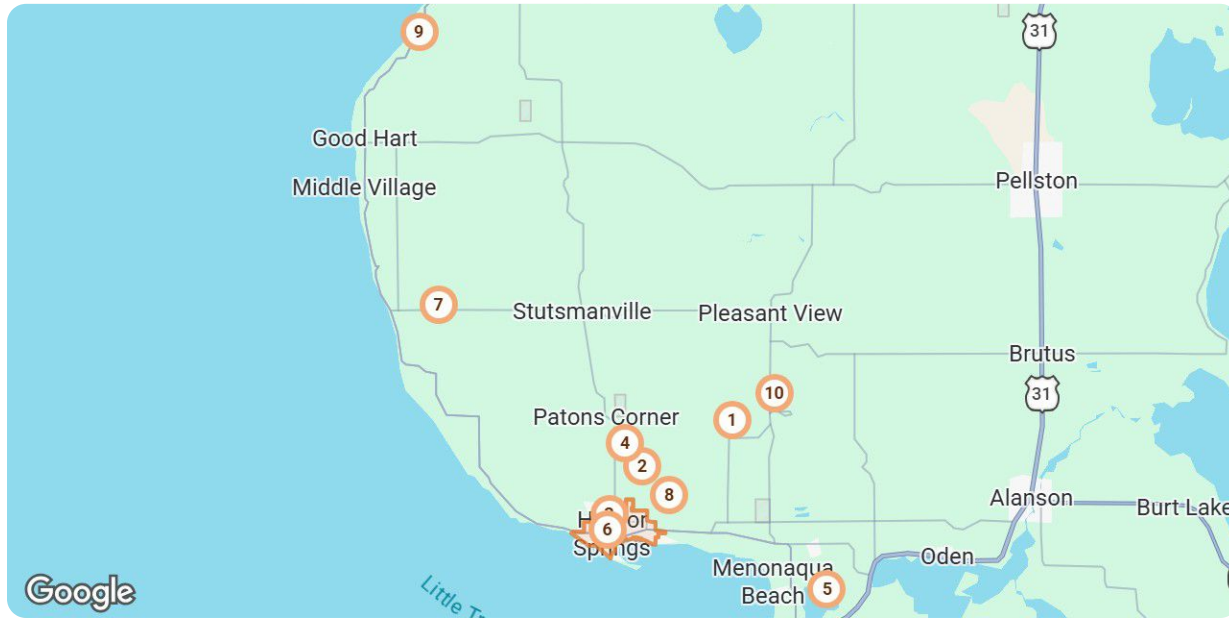 9
31
Good Hart
Middle Village
Pellston
7
Stutsmanville
Pleasant View
Brutus
10
31
Patons Corner
1
4
2
8
Alanson
Burt Lake
6
Springs
Oden
Menonaqua
Beach
5
Google
Little